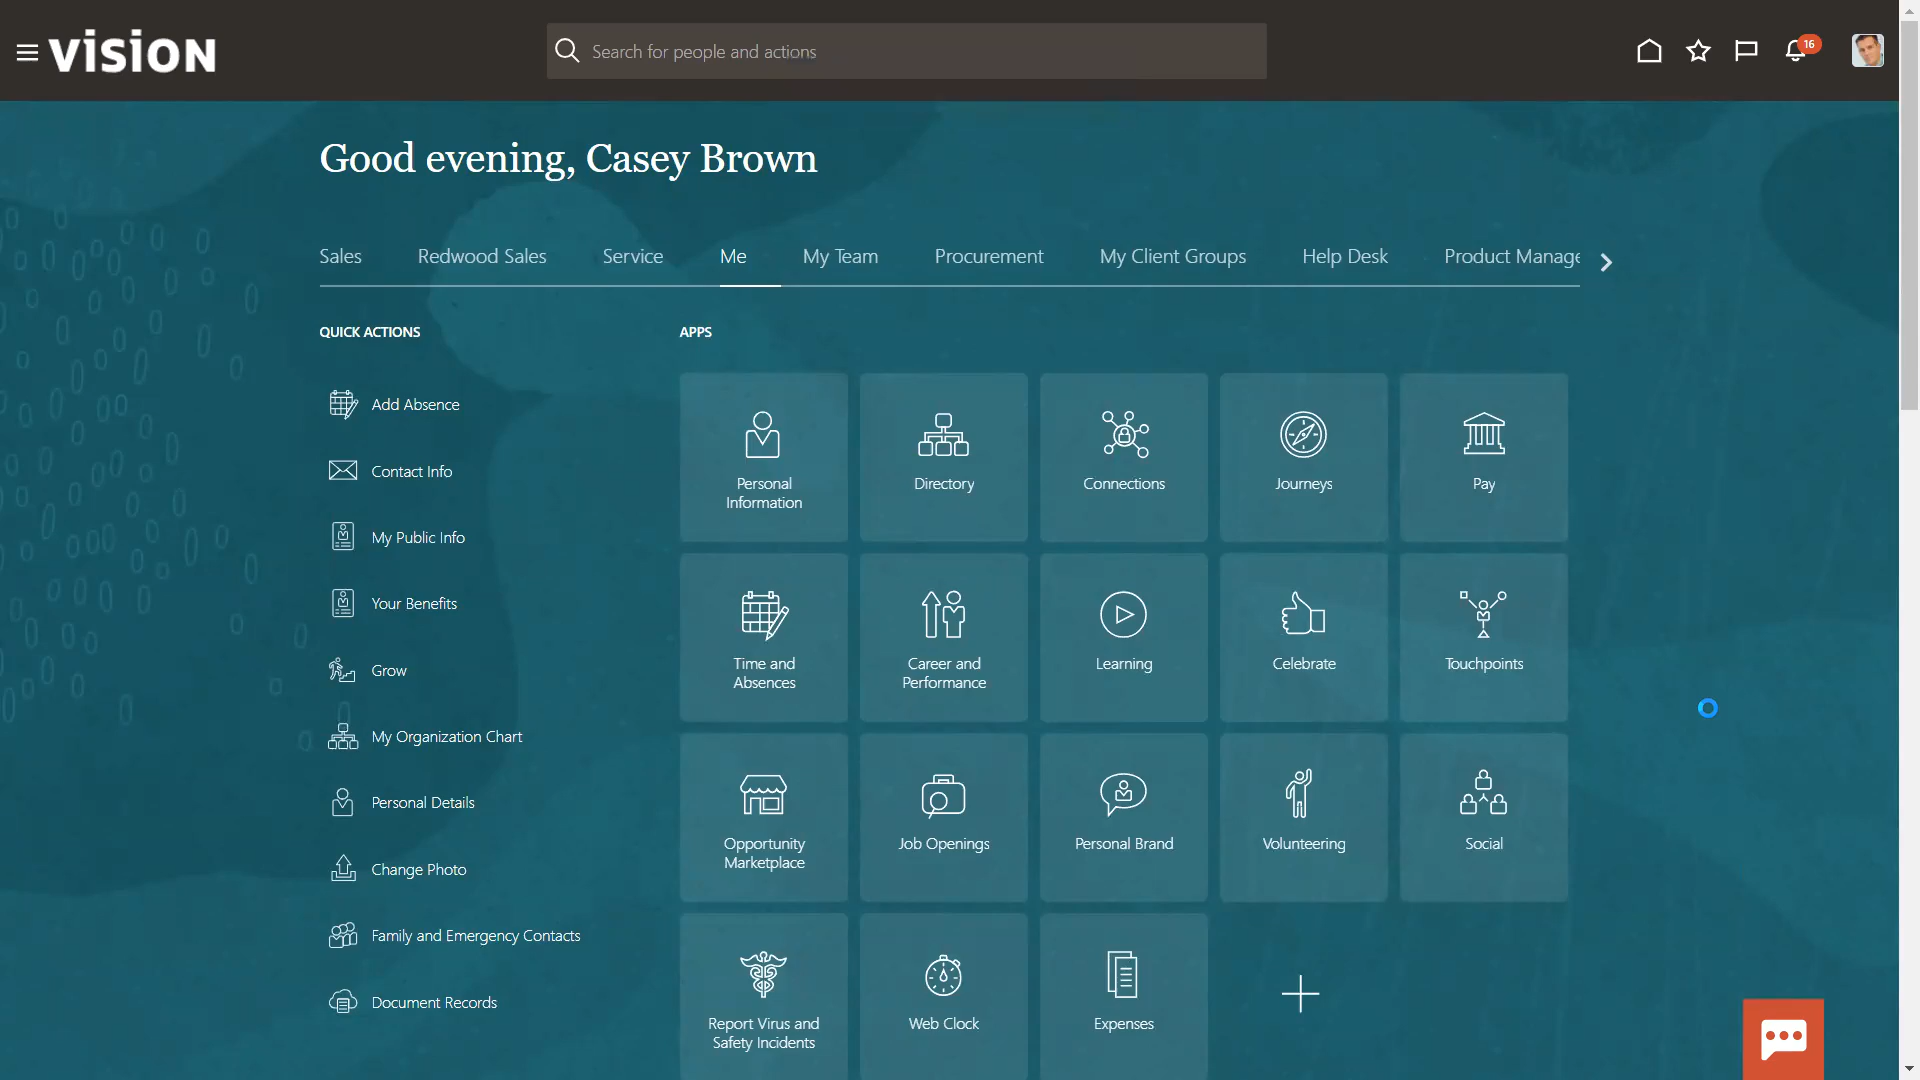 vision
Search for people and actions
16
Good evening, Casey Brown
Sales
Redwood Sales
Service
Me
My Team
Procurement
My Client Groups
Help Desk
Product Manage
QUICK ACTIONS
Add Absence
Contact Info
My Public Info
Your Benefits
Grow
My Organization Chart
Personal Details
Change Photo
Family and Emergency Contacts
Document Records
APPS
Personal
Information
Directory
Connections
Journeys
Pay
Time and
Absences
Career and
Performance
Learning
Celebrate
Touchpoints
Opportunity
Marketplace
Job Openings
Personal Brand
Volunteering
Social
Report Virus and
Safety Incidents
Web Clock
Expenses